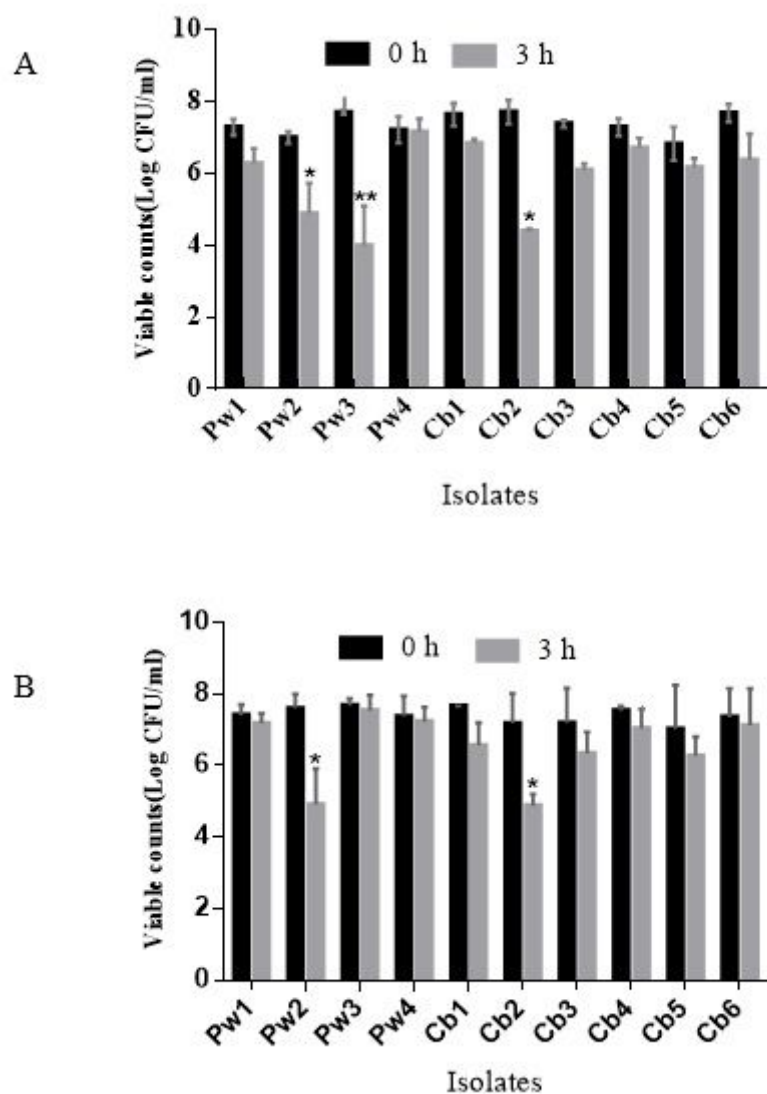 A
0 h 3 h
Viable counts(Log CFU/ml)
10
8
6
4
2
0
* ** *
Pw1 Pw2 Pw3 Pw4 Cb1 Cb2 Cb3 Cb4 Cb5 Cb6
Isolates
B
0 h 3 h
Viable counts(Log CFU/ml)
10
8
6
4
2
0
* *
Pw1 Pw2 Pw3 Pw4 Cb1 Cb2 Cb3 Cb4 Cb5 Cb6
Isolates